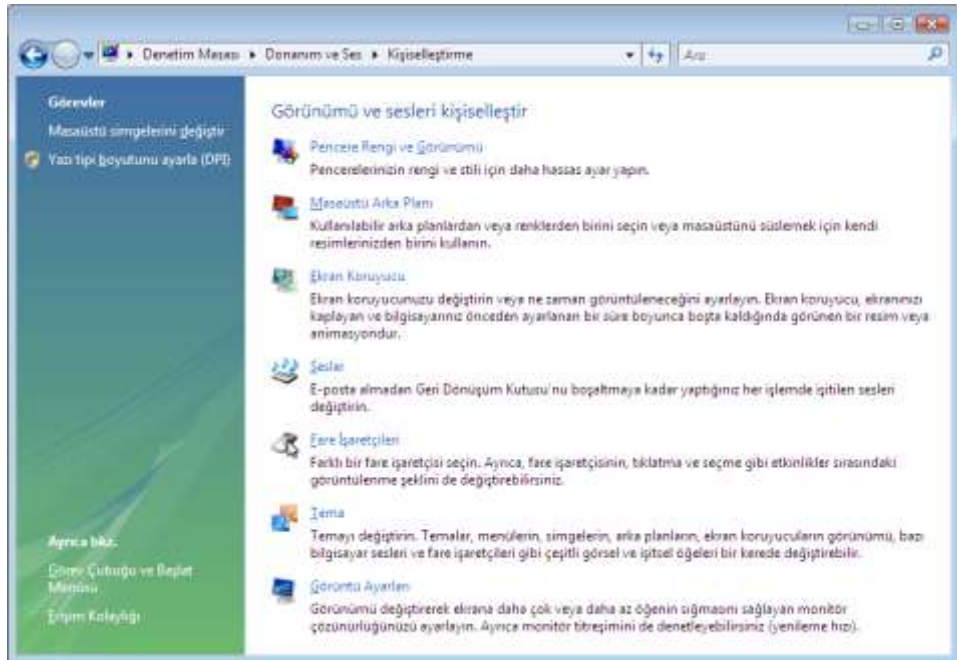 Denetim Masası ▸ Donanım ve Ses ▸ Kişiselleştirme
Ara
Görevler
Masaüstü simgelerini değiştir
Yazı tipi boyutunu ayarla (DPI)
Ayrıca bkz.
Görev Çubuğu ve Başlat
Menüsü
Erişim Kolaylığı
Görünümü ve sesleri kişiselleştir
Pencere Rengi ve Görünümü
Pencerelerinizin rengi ve stili için daha hassas ayar yapın.
Masaüstü Arka Planı
Kullanılabilir arka planlardan veya renklerden birini seçin veya masaüstünü süslemek için kendi
resimlerinizden birini kullanın.
Ekran Koruyucu
Ekran koruyucunuzu değiştirin veya ne zaman görüntüleneceğini ayarlayın. Ekran koruyucu, ekranınızı
kaplayan ve bilgisayarınız önceden ayarlanan bir süre boyunca boşta kaldığında görünen bir resim veya
animasyondur.
Sesler
E-posta almadan Geri Dönüşüm Kutusu'nu boşaltmaya kadar yaptığınız her işlemde işitilen sesleri
değiştirin.
Fare İşaretçileri
Farklı bir fare işaretçisi seçin. Ayrıca, fare işaretçisinin, tıklatma ve seçme gibi etkinlikler sırasındaki
görüntülenme şeklini de değiştirebilirsiniz.
Tema
Temayı değiştirin. Temalar, menülerin, simgelerin, arka planların, ekran koruyucuların görünümü, bazı
bilgisayar sesleri ve fare işaretçileri gibi çeşitli görsel ve işitsel öğeleri bir kerede değiştirebilir.
Görüntü Ayarları
Görünümü değiştirerek ekrana daha çok veya daha az öğenin sığmasını sağlayan monitör
çözünürlüğünüzü ayarlayın. Ayrıca monitör titreşimini de denetleyebilirsiniz (yenileme hızı).